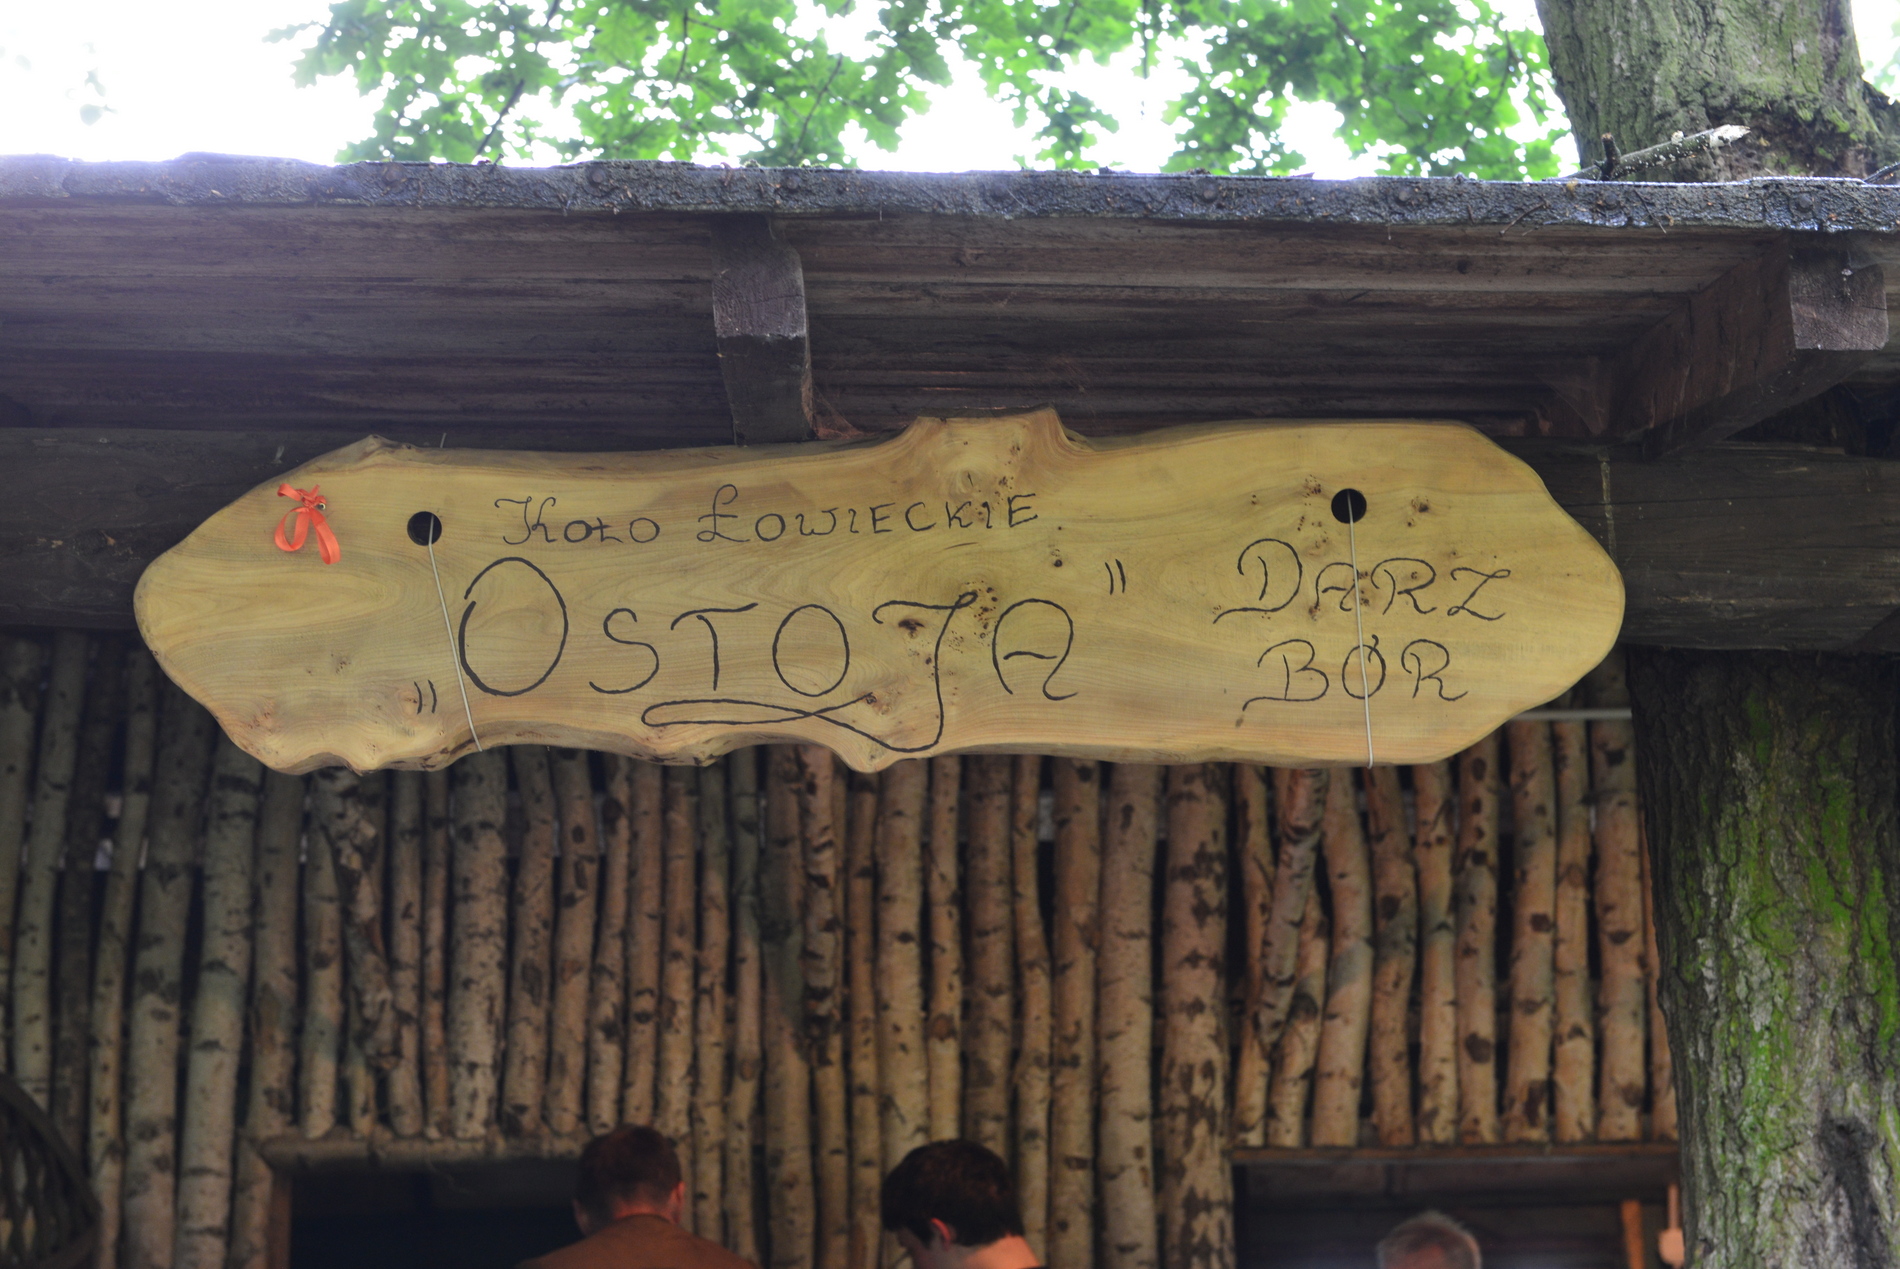 Koło Łowieckie
„Ostoja”
Darz
Bór